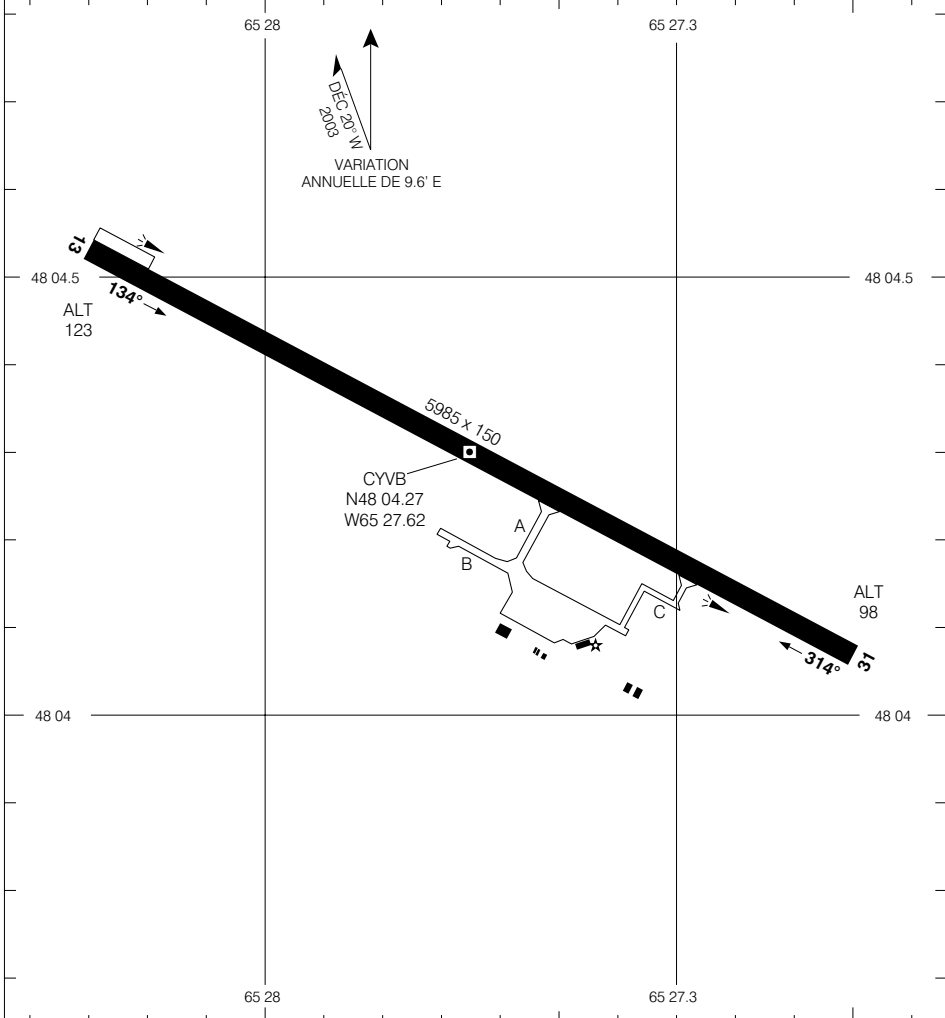 65 28
65 27.3
DÉC 20° W
2003
VARIATION
ANNUELLE DE 9.6' E
13
48 04.5
48 04.5
134°
ALT
123
5985 x 150
CYVB
N48 04.27
W65 27.62
A
B
C
ALT
98
31
314°
48 04
48 04
65 28
65 27.3